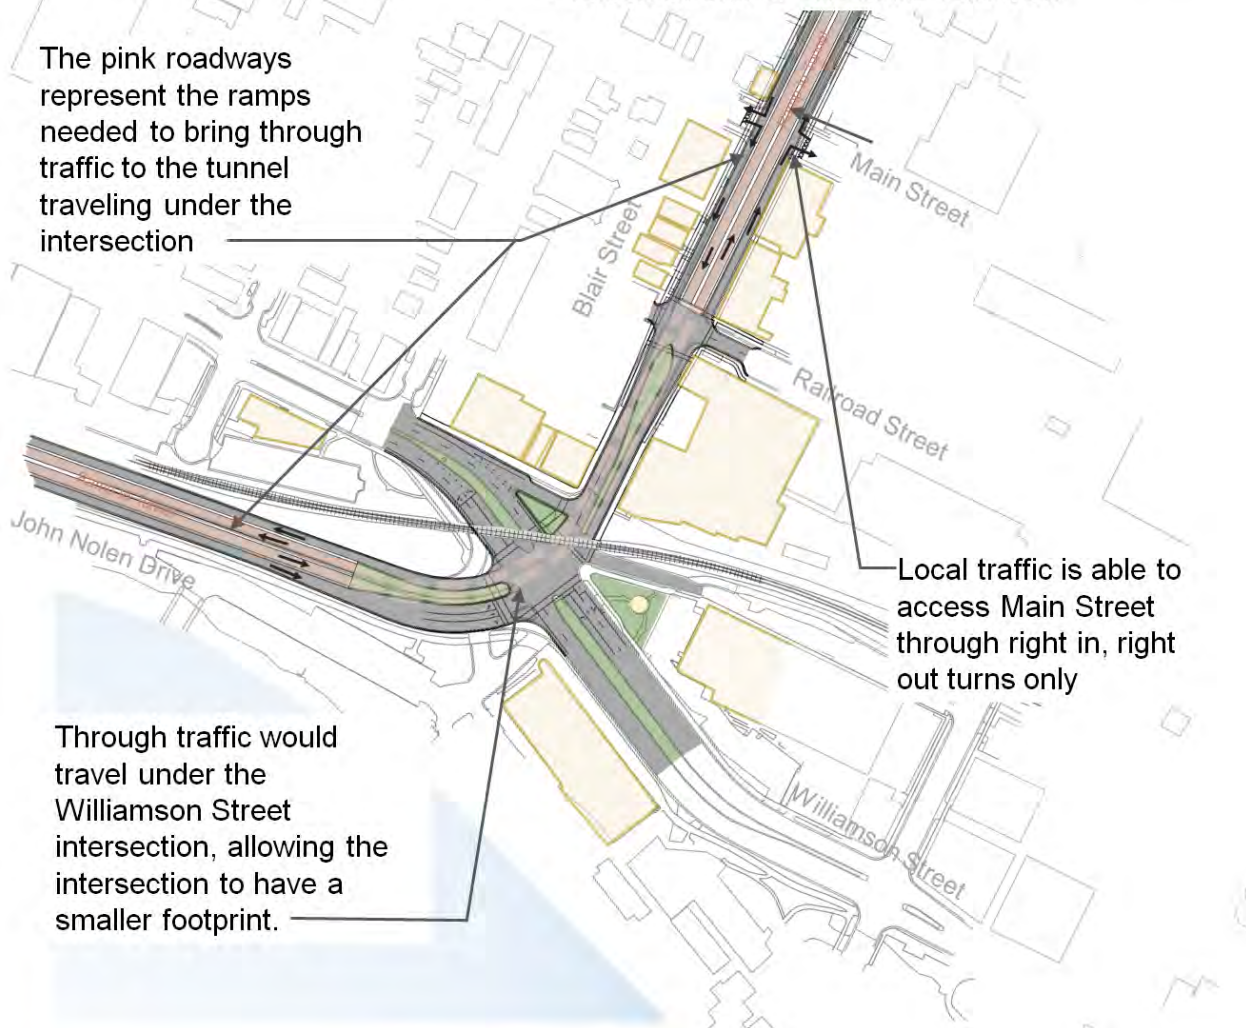 The pink roadways
represent the ramps
needed to bring through
traffic to the tunnel
traveling under the
intersection
Main Street
Blair Street
Railroad Street
John Nolen Drive
Local traffic is able to
access Main Street
through right in, right
out turns only
Through traffic would
travel under the
Williamson Street
intersection, allowing the
intersection to have a
smaller footprint.
Williamson Street